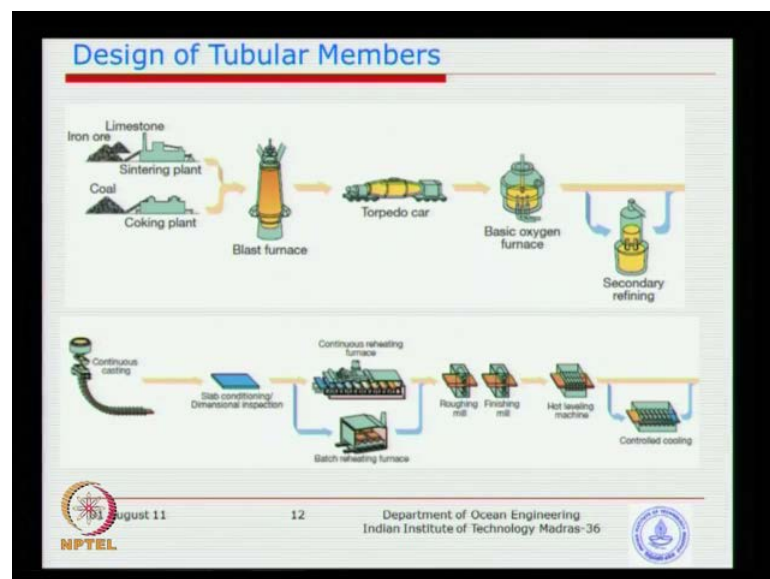 Design of Tubular Members
Limestone
Iron ore
Sintering plant
Coal
Coking plant
Blast furnace
Torpedo car
Basic oxygen
furnace
Secondary
refining
Continuous
casting
Slab conditioning/
Dimensional inspection
Continuous reheating
furnace
Batch reheating furnace
Roughing
mill
Finishing
mill
Hot leveling
machine
Controlled cooling
01 August 11
12
Department of Ocean Engineering
Indian Institute of Technology Madras-36
NPTEL